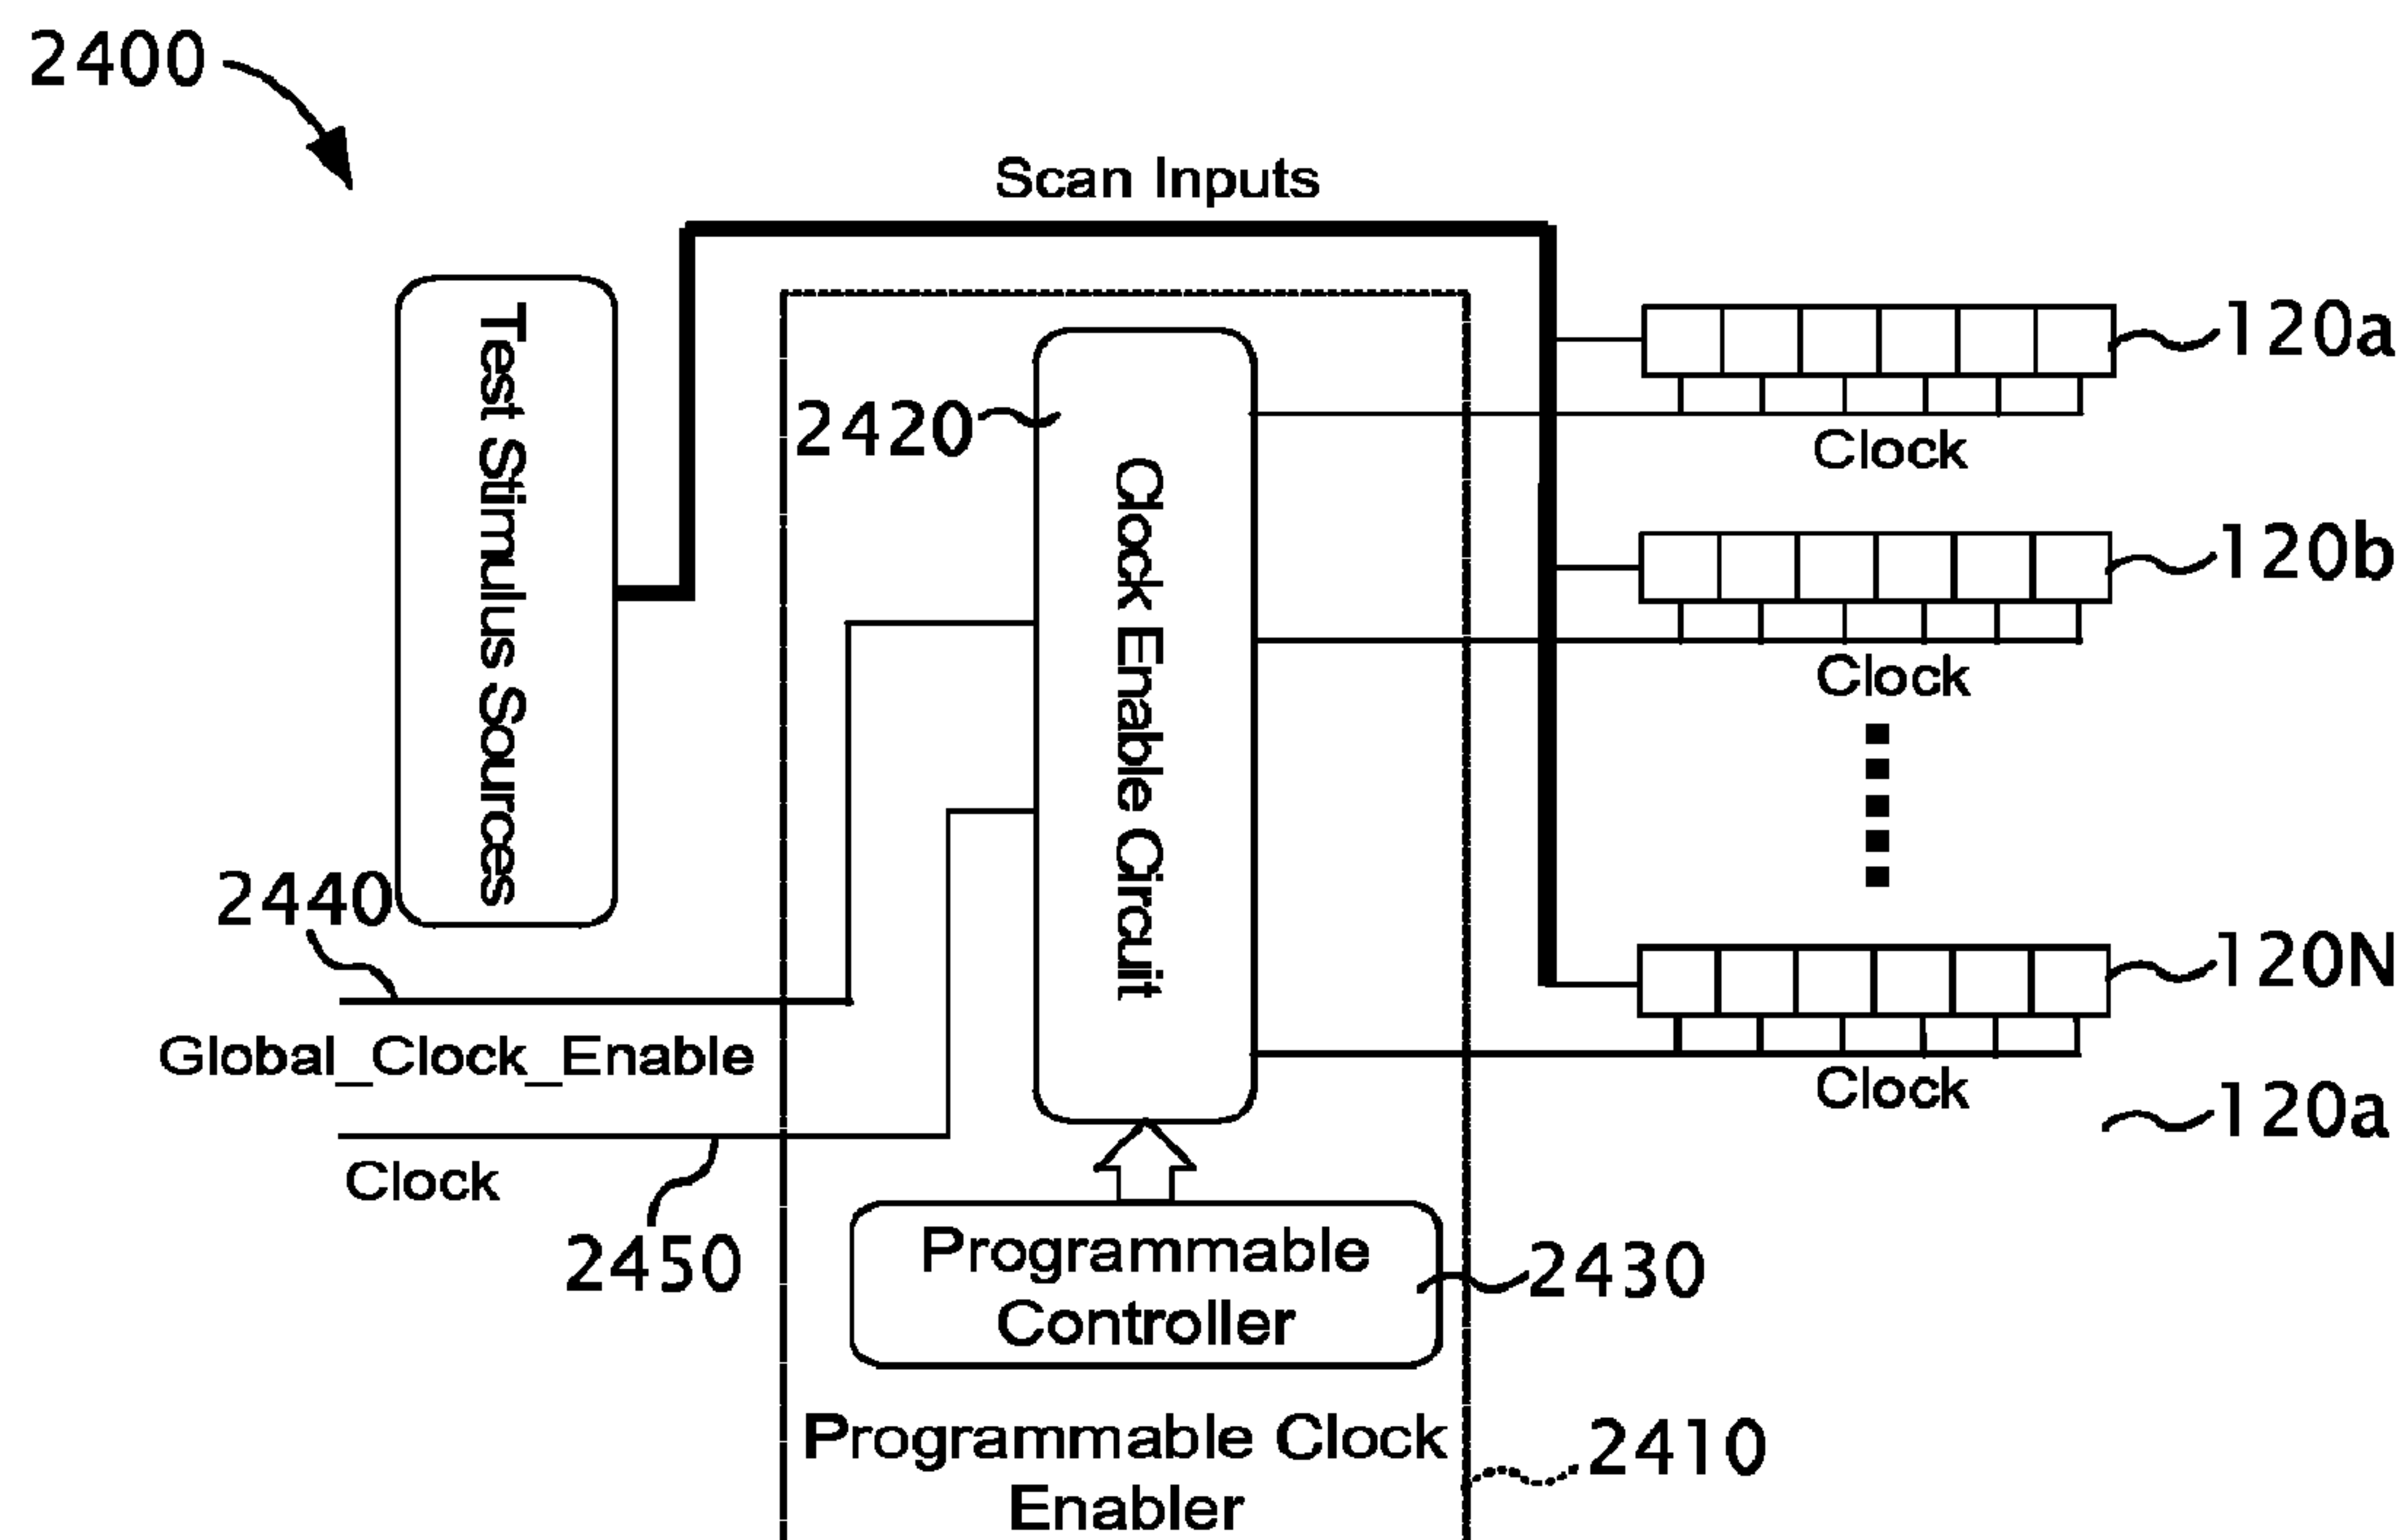 2400
Scan Inputs
Test Stimulus Sources
120a
2420
Clock
Clock Enable Circuit
120b
Clock
2440
120N
Global_Clock_Enable
Clock
120a
Clock
2450
Programmable
Controller
2430
Programmable Clock
Enabler
2410